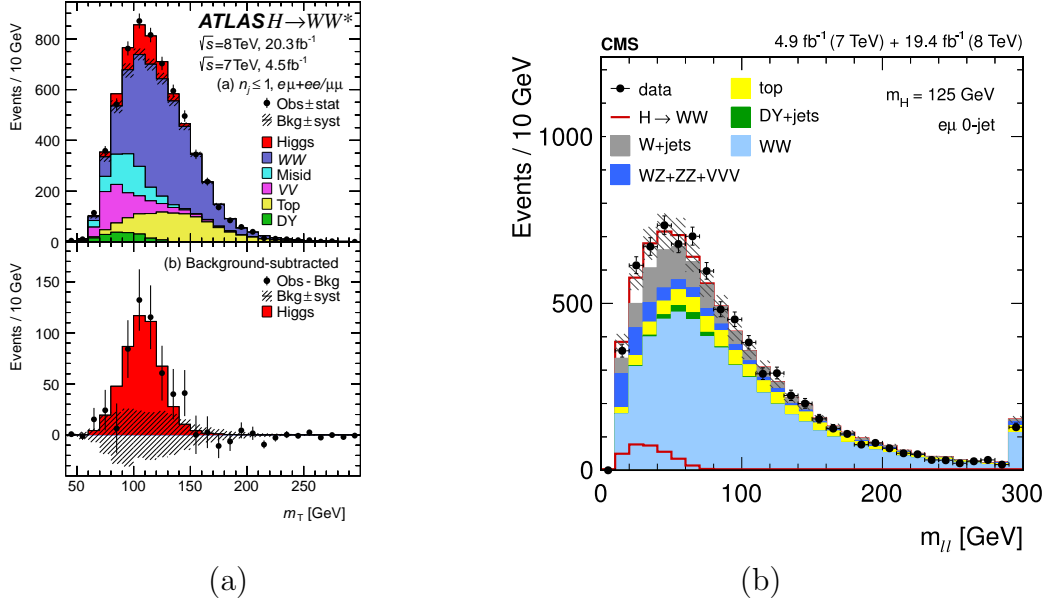 ATLAS H→WW*
√s=8TeV, 20.3fb⁻¹
√s=7TeV, 4.5fb⁻¹
(a) nⱼ≤1, eμ+ee/μμ
Obs±stat
Bkg±syst
Higgs
WW
Misid
VV
Top
DY
Events / 10 GeV
800
600
400
200
0
(b) Background-subtracted
Obs - Bkg
Bkg±syst
Higgs
Events / 10 GeV
150
100
50
0
50 100 150 200 250
m_T [GeV]
(a)
CMS 4.9 fb⁻¹ (7 TeV) + 19.4 fb⁻¹ (8 TeV)
data
H → WW
W+jets
WZ+ZZ+VVV
top
DY+jets
WW
m_H = 125 GeV
eμ 0-jet
Events / 10 GeV
1000
500
0
0 100 200 300
m_ll [GeV]
(b)